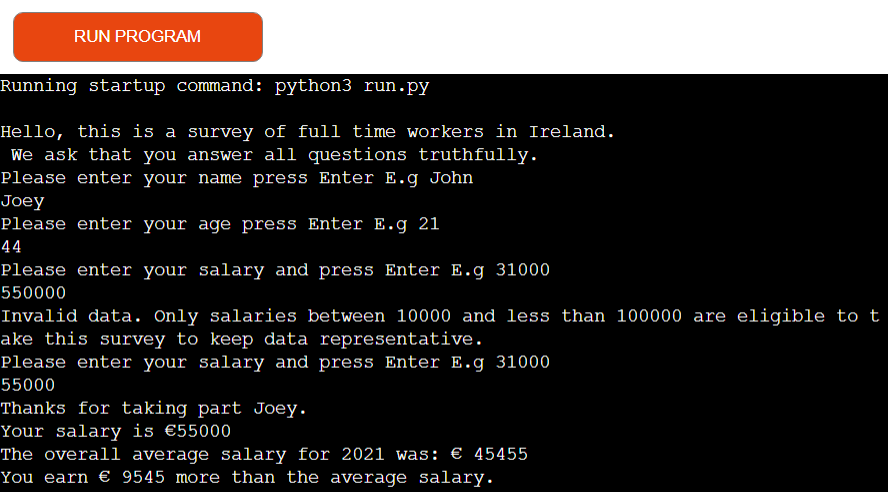 RUN PROGRAM
Running startup command: python3 run.py
Hello, this is a survey of full time workers in Ireland.
We ask that you answer all questions truthfully.
Please enter your name press Enter E.g John
Joey
Please enter your age press Enter E.g 21
44
Please enter your salary and press Enter E.g 31000
550000
Invalid data. Only salaries between 10000 and less than 100000 are eligible to t
ake this survey to keep data representative.
Please enter your salary and press Enter E.g 31000
55000
Thanks for taking part Joey.
Your salary is €55000
The overall average salary for 2021 was: € 45455
You earn € 9545 more than the average salary.